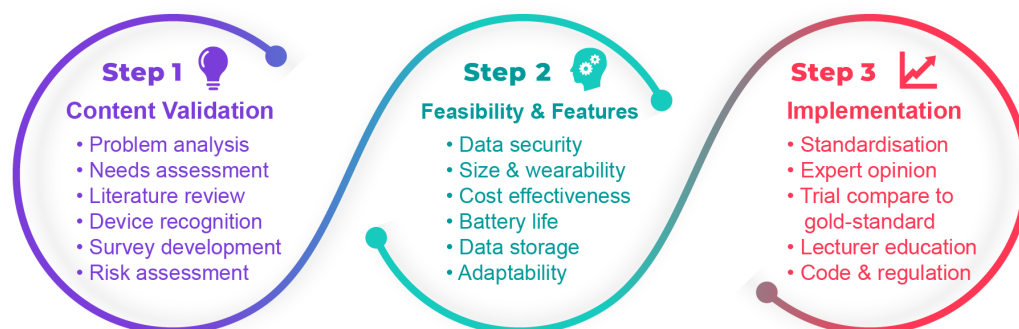 Step 1
Content Validation
• Problem analysis
• Needs assessment
• Literature review
• Device recognition
• Survey development
• Risk assessment
Step 2
Feasibility & Features
• Data security
• Size & wearability
• Cost effectiveness
• Battery life
• Data storage
• Adaptability
Step 3
Implementation
• Standardisation
• Expert opinion
• Trial compare to
gold-standard
• Lecturer education
• Code & regulation